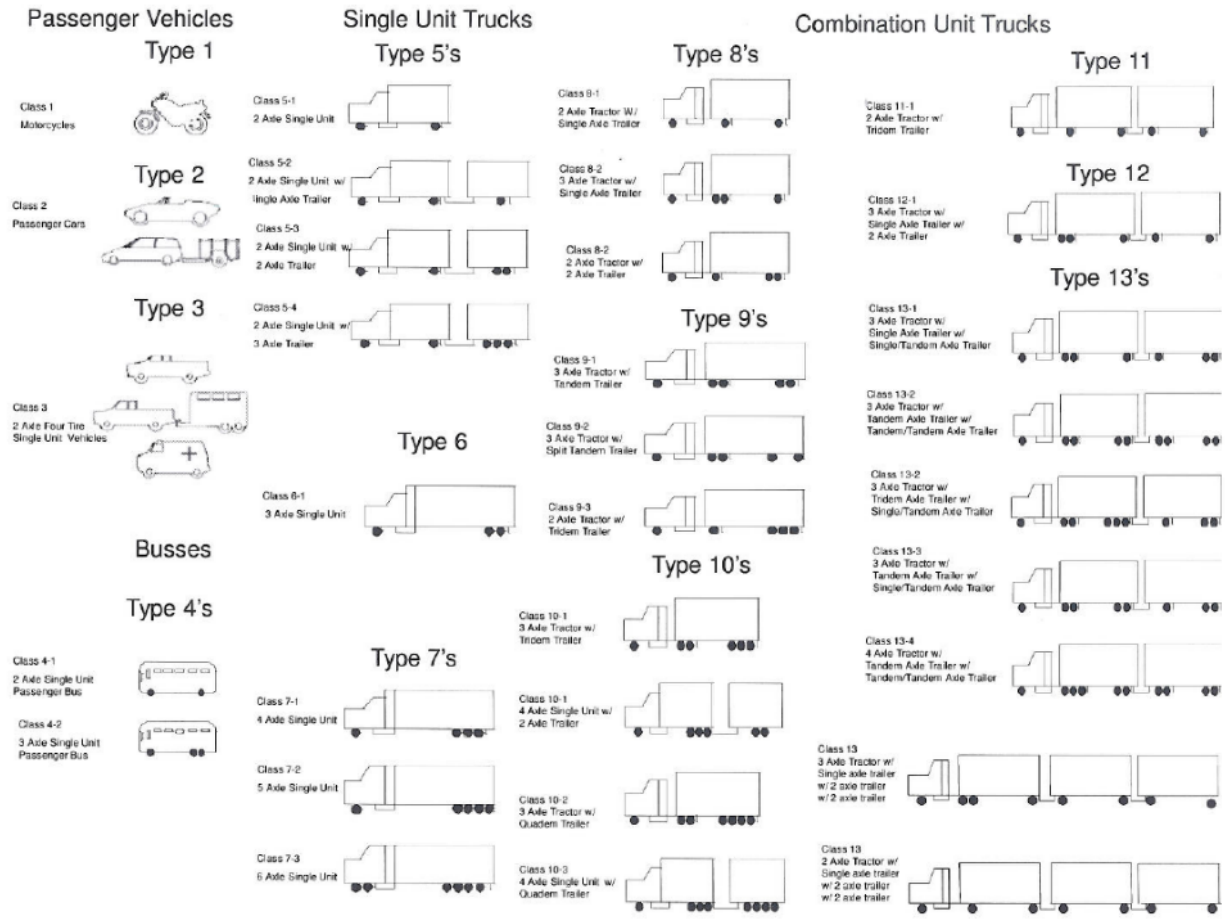 Passenger Vehicles
Type 1
Class 1
Motorcycles
Type 2
Class 2
Passenger Cars
Type 3
Class 3
2 Axle Four Tire
Single Unit Vehicles
Busses
Type 4's
Class 4-1
2 Axle Single Unit
Passenger Bus
Class 4-2
3 Axle Single Unit
Passenger Bus
Single Unit Trucks
Type 5's
Class 5-1
2 Axle Single Unit
Class 5-2
2 Axle Single Unit w/
ingle Axle Trailer
Class 5-3
2 Axle Single Unit w/
2 Axle Trailer
Class 5-4
2 Axle Single Unit w/
3 Axle Trailer
Type 6
Class 6-1
3 Axle Single Unit
Type 7's
Class 7-1
4 Axle Single Unit
Class 7-2
5 Axle Single Unit
Class 7-3
6 Axle Single Unit
Combination Unit Trucks
Type 8's
Class 8-1
2 Axle Tractor W/
Single Axle Trailer
Class 8-2
3 Axle Tractor w/
Single Axle Trailer
Class 8-2
2 Axle Tractor w/
2 Axle Trailer
Type 9's
Class 9-1
3 Axle Tractor w/
Tandem Trailer
Class 9-2
3 Axle Tractor w/
Split Tandem Trailer
Class 9-3
2 Axle Tractor w/
Tridem Trailer
Type 10's
Class 10-1
3 Axle Tractor w/
Tridem Trailer
Class 10-1
4 Axle Single Unit w/
2 Axle Trailer
Class 10-2
3 Axle Tractor w/
Quadem Trailer
Class 10-3
4 Axle Single Unit w/
Quadem Trailer
Type 11
Class 11-1
2 Axle Tractor w/
Tridem Trailer
Type 12
Class 12-1
3 Axle Tractor w/
Single Axle Trailer w/
2 Axle Trailer
Type 13's
Class 13-1
3 Axle Tractor w/
Single Axle Trailer w/
Single/Tandem Axle Trailer
Class 13-2
3 Axle Tractor w/
Tandem Axle Trailer w/
Tandem/Tandem Axle Trailer
Class 13-2
3 Axle Tractor w/
Tridem Axle Trailer w/
Single/Tandem Axle Trailer
Class 13-3
3 Axle Tractor w/
Tandem Axle Trailer w/
Single/Tandem Axle Trailer
Class 13-4
4 Axle Tractor w/
Tandem Axle Trailer w/
Tandem/Tandem Axle Trailer
Class 13
3 Axle Tractor w/
Single axle trailer
w/ 2 axle trailer
w/ 2 axle trailer
Class 13
2 Axle Tractor w/
Single axle trailer
w/ 2 axle trailer
w/ 2 axle trailer